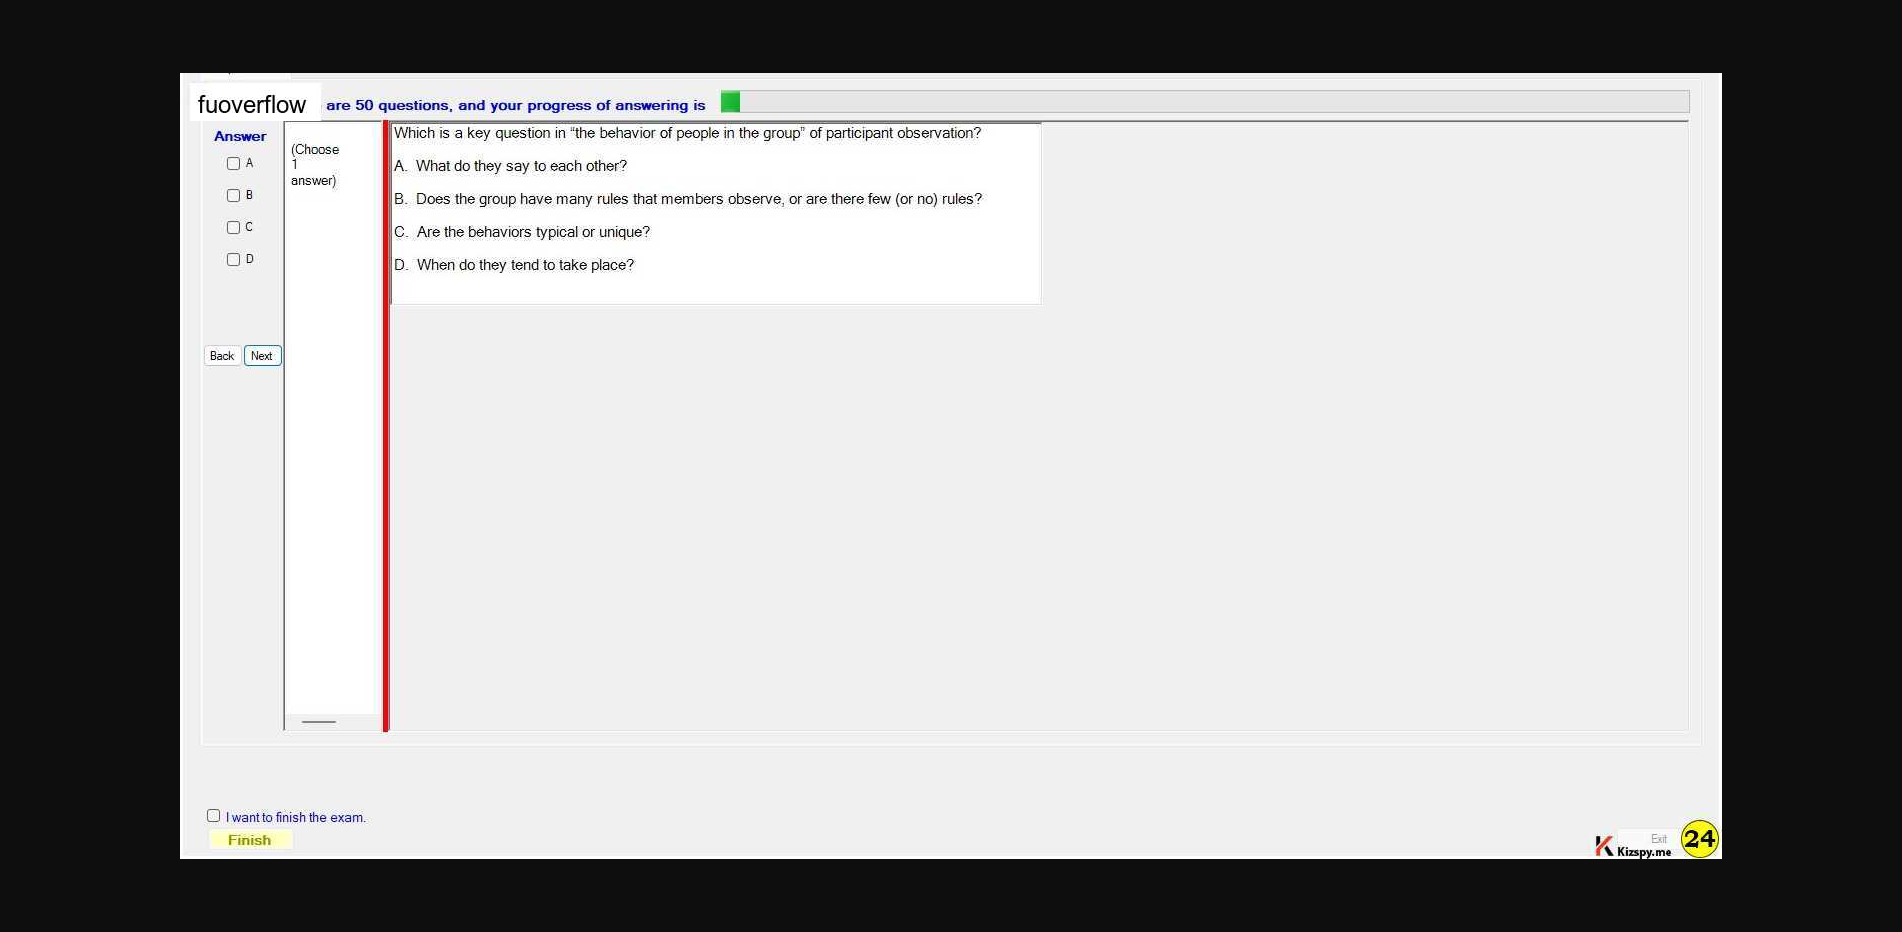 fuoverflow are 50 questions, and your progress of answering is
Answer
A
B
C
D
Back Next
(Choose
1
answer)
Which is a key question in “the behavior of people in the group” of participant observation?
A. What do they say to each other?
B. Does the group have many rules that members observe, or are there few (or no) rules?
C. Are the behaviors typical or unique?
D. When do they tend to take place?
I want to finish the exam.
Finish
Exit
Kizspy.me
24